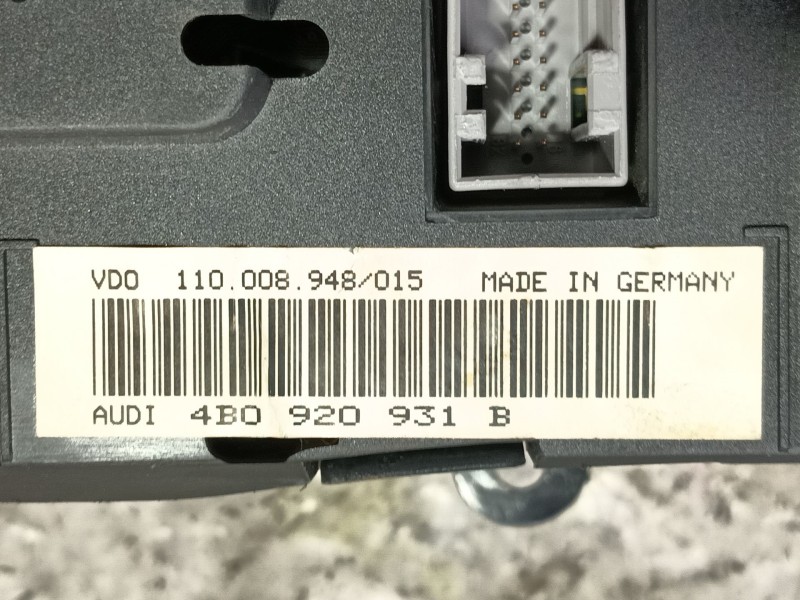 VDO 110.008.948/015 MADE IN GERMANY
AUDI 4B0 920 931 B